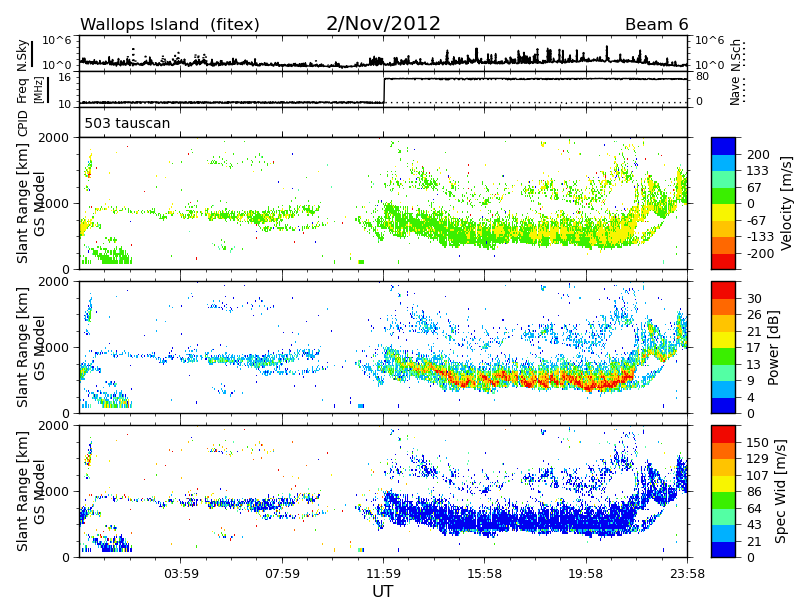 Wallops Island (fitex) 2/Nov/2012 Beam 6
N.Sky 10^6 10^0 10^6 10^0 N.Sch
Freq [MHz] 16 10 80 0 Nave
CPID 503 tauscan
Slant Range [km] GS Model 2000 1000 0
200 133 67 0 -67 -133 -200 Velocity [m/s]
Slant Range [km] GS Model 2000 1000 0
30 26 21 17 13 9 4 0 Power [dB]
Slant Range [km] GS Model 2000 1000 0
150 129 107 86 64 43 21 0 Spec Wid [m/s]
03:59 07:59 11:59 15:58 19:58 23:58
UT